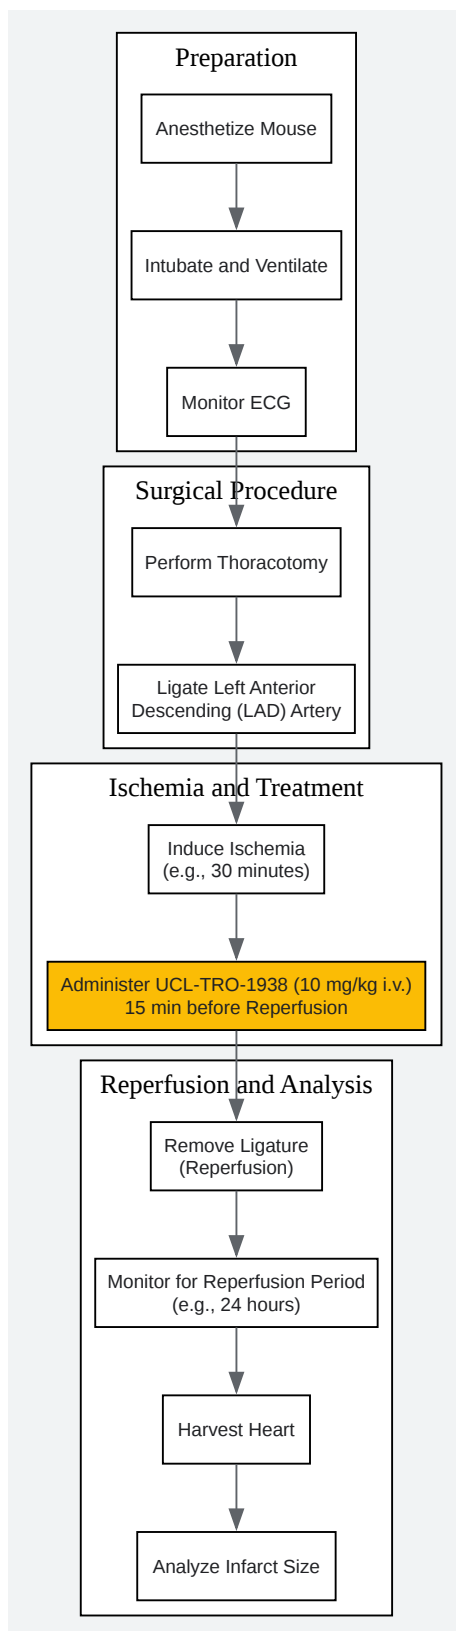 Preparation
Anesthetize Mouse
Intubate and Ventilate
Monitor ECG
Surgical Procedure
Perform Thoracotomy
Ligate Left Anterior
Descending (LAD) Artery
Ischemia and Treatment
Induce Ischemia
(e.g., 30 minutes)
Administer UCL-TRO-1938 (10 mg/kg i.v.)
15 min before Reperfusion
Reperfusion and Analysis
Remove Ligature
(Reperfusion)
Monitor for Reperfusion Period
(e.g., 24 hours)
Harvest Heart
Analyze Infarct Size